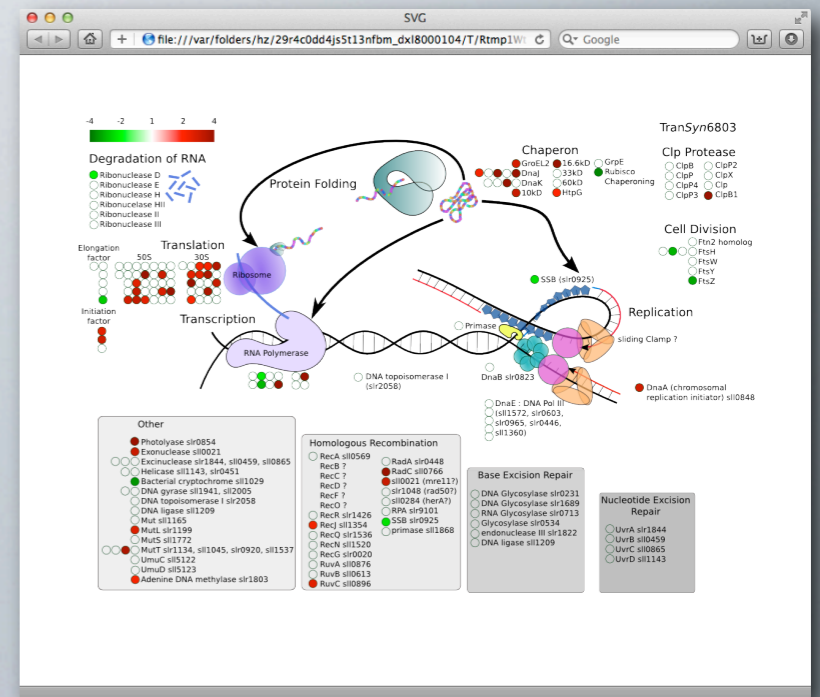 SVG
file:///var/folders/hz/29r4c0dd4js5t13nfbm_dxl8000104/T/Rtmp1W
Google
-4 -2 1 2 4
TranSyn6803
Degradation of RNA
Ribonuclease D
Ribonuclease E
Ribonuclease H
Ribonuclease HII
Ribonuclease II
Ribonuclease III
Protein Folding
Chaperon
GroEL2 16.6kD GrpE
DnaJ 33kD Rubisco
DnaK 60kD Chaperoning
10kD HtpG
Clp Protease
ClpB ClpP2
ClpP ClpX
ClpP4 Clp
ClpP3 ClpB1
Cell Division
Ftn2 homolog
FtsH
FtsW
FtsY
FtsZ
Translation
Elongation
factor
50S 30S
Initiation
factor
Ribosome
SSB (slr0925)
Replication
Transcription
RNA Polymerase
Primase
sliding Clamp ?
DNA topoisomerase I
(slr2058)
DnaB slr0823
DnaA (chromosomal
replication initiator) sll0848
DnaE : DNA Pol III
(sll1572, slr0603,
slr0965, slr0446,
sll1360)
Other
Photolyase slr0854
Exonuclease sll0021
Excinuclease slr1844, sll0459, sll0865
Helicase sll1143, slr0451
Bacterial cryptochrome sll1029
DNA gyrase sll1941, sll2005
DNA topoisomerase I slr2058
DNA ligase sll1209
Mut sll1165
MutL sll1199
MutS sll1772
MutT slr1134, sll1045, slr0920, sll1537
UmuC sll5122
UmuD sll5123
Adenine DNA methylase slr1803
Homologous Recombination
RecA sll0569
RecB ?
RecC ?
RecD ?
RecF ?
RecO ?
RecR slr1426
RecJ sll1354
RecQ slr1536
RecN sll1520
RecG slr0020
RuvA sll0876
RuvB sll0613
RuvC sll0896
RadA slr0448
RadC sll0766
sll0021 (mre11?)
slr1048 (rad50?)
sll0284 (herA?)
RPA slr9101
SSB slr0925
primase sll1868
Base Excision Repair
DNA Glycosylase slr0231
DNA Glycosylase slr1689
RNA Glycosylase slr0713
Glycosylase slr0534
endonuclease III slr1822
DNA ligase sll1209
Nucleotide Excision
Repair
UvrA slr1844
UvrB sll0459
UvrC sll0865
UvrD sll1143